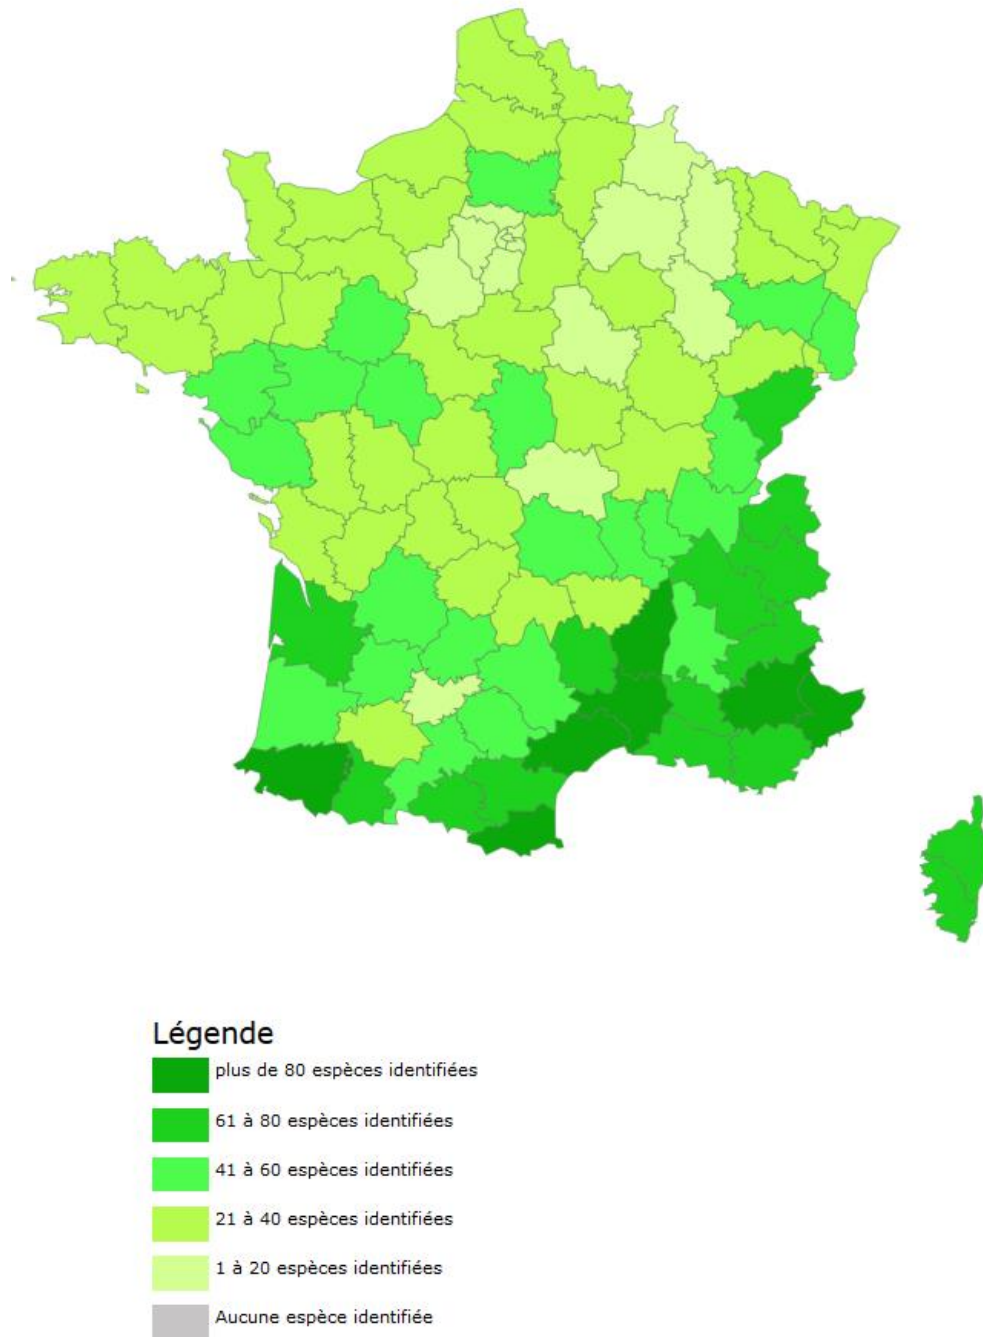 Légende
plus de 80 espèces identifiées
61 à 80 espèces identifiées
41 à 60 espèces identifiées
21 à 40 espèces identifiées
1 à 20 espèces identifiées
Aucune espèce identifiée